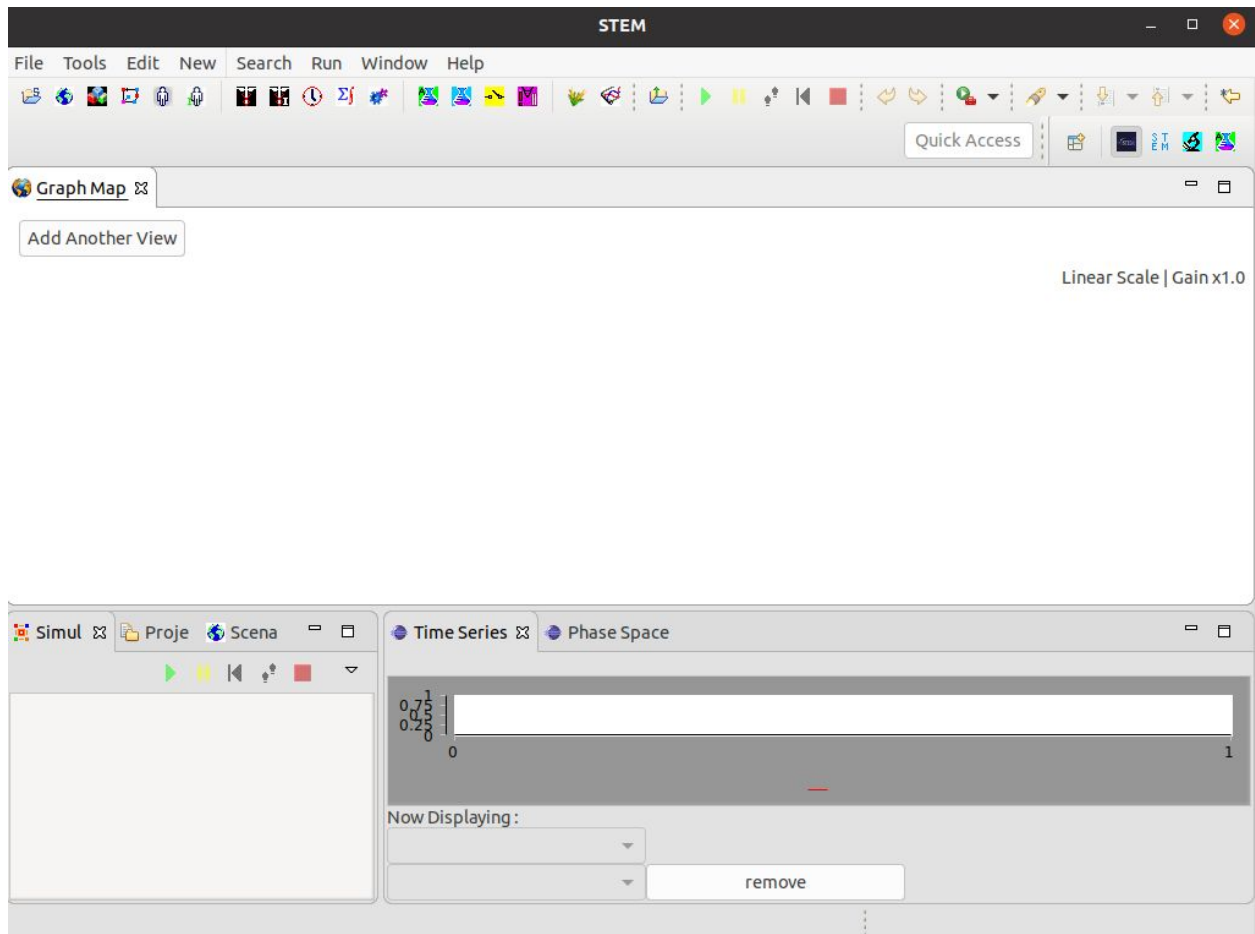 STEM
File Tools Edit New Search Run Window Help
Quick Access
Graph Map
Add Another View
Linear Scale | Gain x1.0
Simul Proje Scena
Time Series Phase Space
1
0.75
0.5
0.25
0
0 1
Now Displaying :
remove